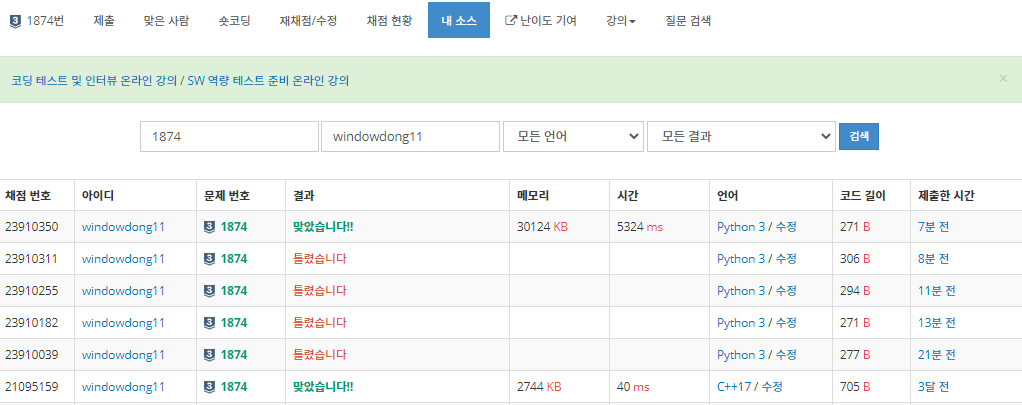 1874번 제출 맞은 사람 숏코딩 재채점/수정 채점 현황 내 소스 난이도 기여 강의 질문 검색
코딩 테스트 및 인터뷰 온라인 강의 / SW 역량 테스트 준비 온라인 강의 ×
1874 windowdong11 모든 언어 모든 결과 검색
채점 번호 아이디 문제 번호 결과 메모리 시간 언어 코드 길이 제출한 시간
23910350 windowdong11 3 1874 맞았습니다!! 30124 KB 5324 ms Python 3 / 수정 271 B 7분 전
23910311 windowdong11 3 1874 틀렸습니다 Python 3 / 수정 306 B 8분 전
23910255 windowdong11 3 1874 틀렸습니다 Python 3 / 수정 294 B 11분 전
23910182 windowdong11 3 1874 틀렸습니다 Python 3 / 수정 271 B 13분 전
23910039 windowdong11 3 1874 틀렸습니다 Python 3 / 수정 277 B 21분 전
21095159 windowdong11 3 1874 맞았습니다!! 2744 KB 40 ms C++17 / 수정 705 B 3달 전